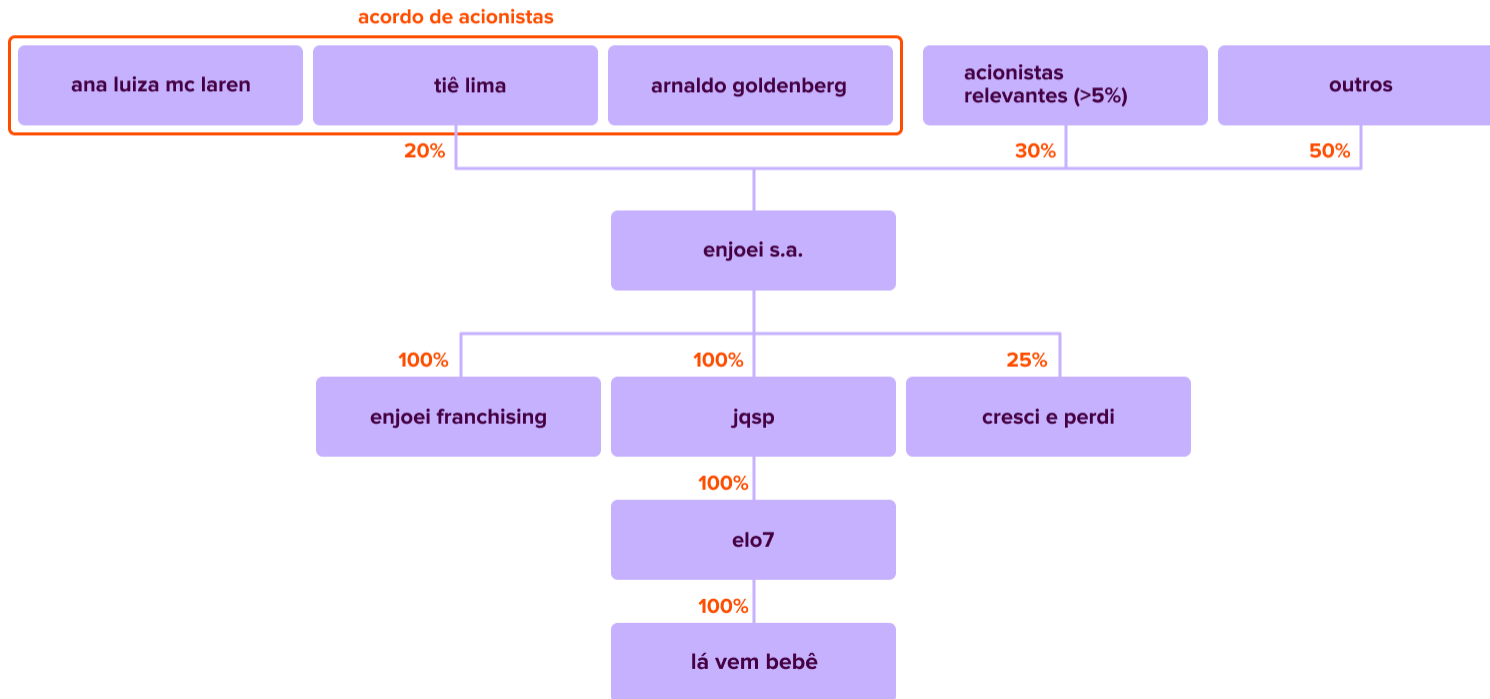 acordo de acionistas
ana luiza mc laren
tiê lima
arnaldo goldenberg
acionistas
relevantes (>5%)
outros
20%
30%
50%
enjoei s.a.
100%
100%
25%
enjoei franchising
jqsp
cresci e perdi
100%
elo7
100%
lá vem bebê